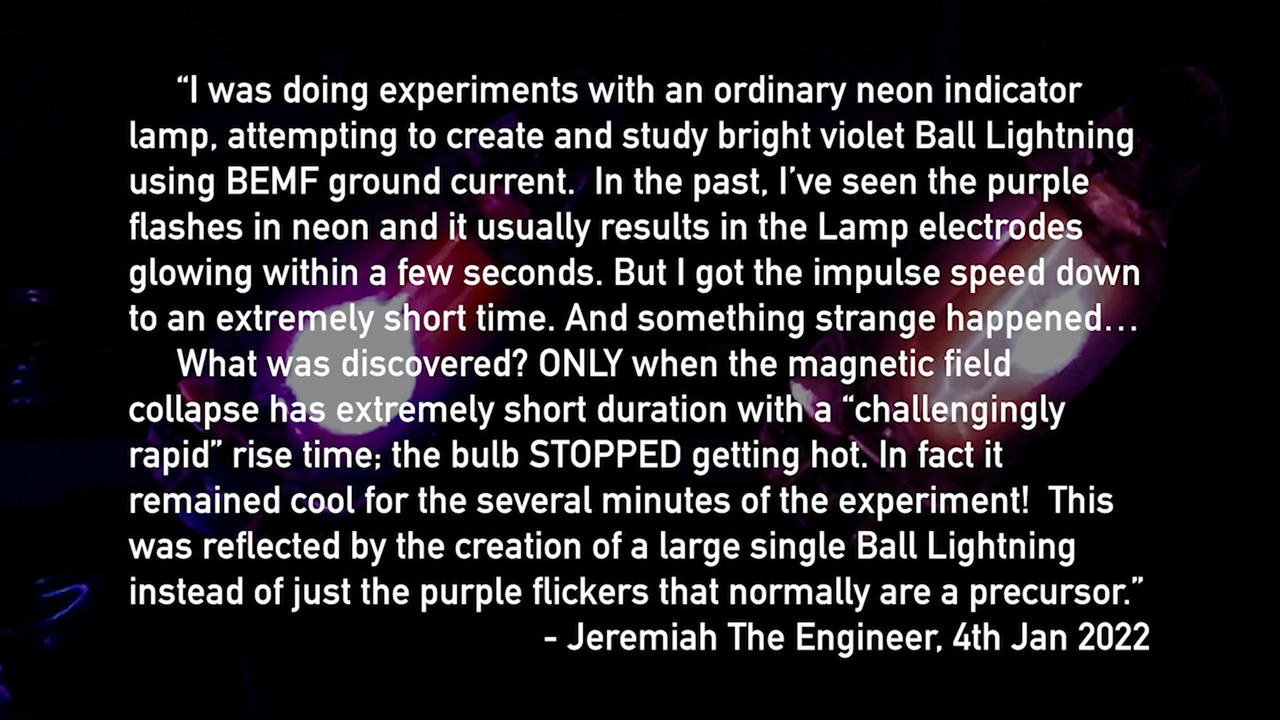 “I was doing experiments with an ordinary neon indicator
lamp, attempting to create and study bright violet Ball Lightning
using BEMF ground current.  In the past, I’ve seen the purple
flashes in neon and it usually results in the Lamp electrodes
glowing within a few seconds. But I got the impulse speed down
to an extremely short time. And something strange happened…
What was discovered? ONLY when the magnetic field
collapse has extremely short duration with a “challengingly
rapid” rise time; the bulb STOPPED getting hot. In fact it
remained cool for the several minutes of the experiment!  This
was reflected by the creation of a large single Ball Lightning
instead of just the purple flickers that normally are a precursor.”
- Jeremiah The Engineer, 4th Jan 2022